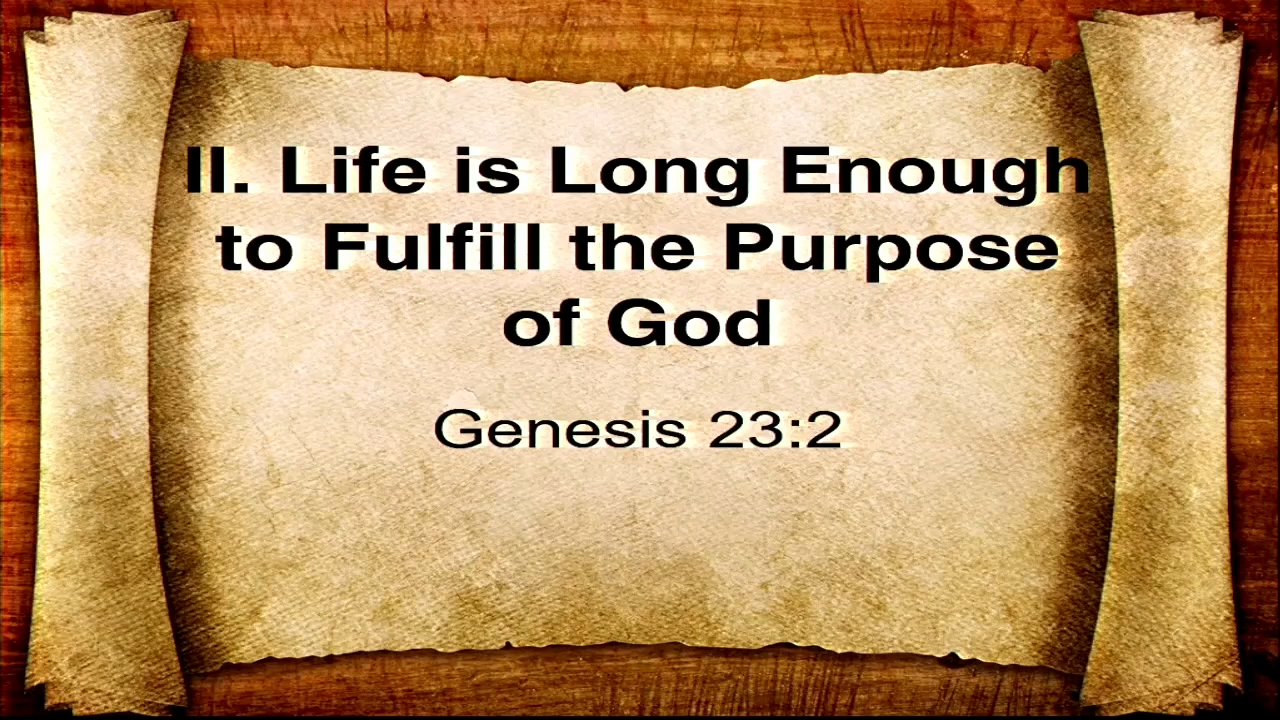 II. Life is Long Enough
to Fulfill the Purpose
of God
Genesis 23:2